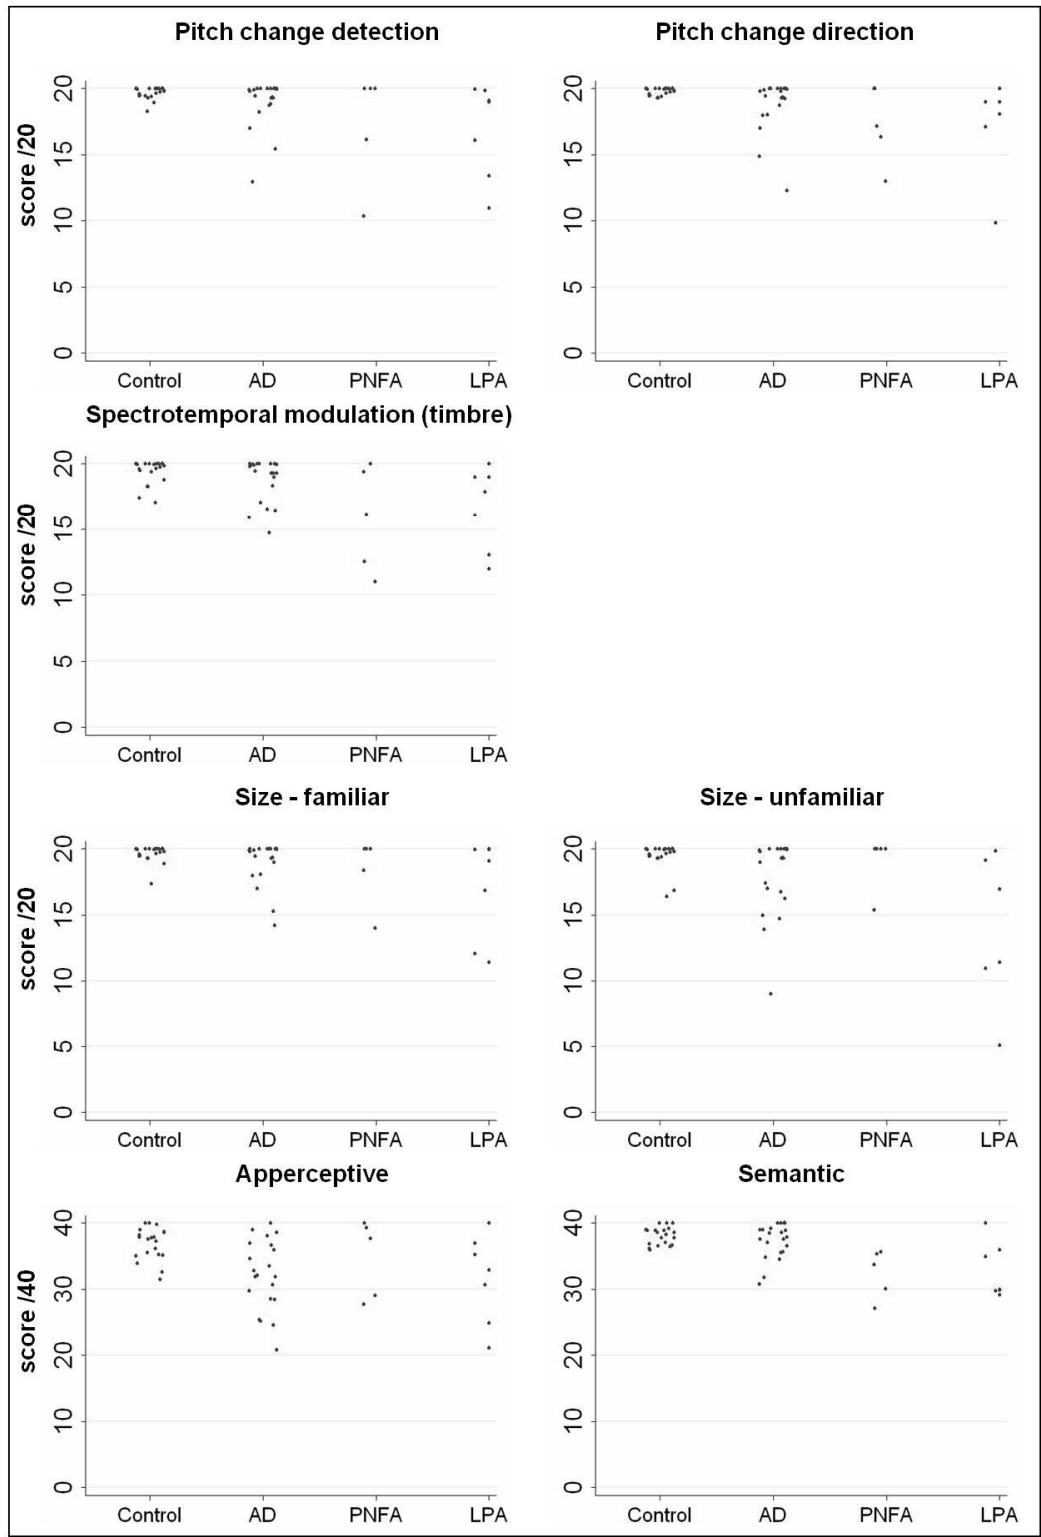 Pitch change detection
Pitch change direction
score /20
20
15
10
5
0
Control AD PNFA LPA
20
15
10
5
0
Control AD PNFA LPA
Spectrotemporal modulation (timbre)
score /20
20
15
10
5
0
Control AD PNFA LPA
Size - familiar
Size - unfamiliar
score /20
20
15
10
5
0
Control AD PNFA LPA
20
15
10
5
0
Control AD PNFA LPA
Apperceptive
Semantic
score /40
40
30
20
10
0
Control AD PNFA LPA
40
30
20
10
0
Control AD PNFA LPA